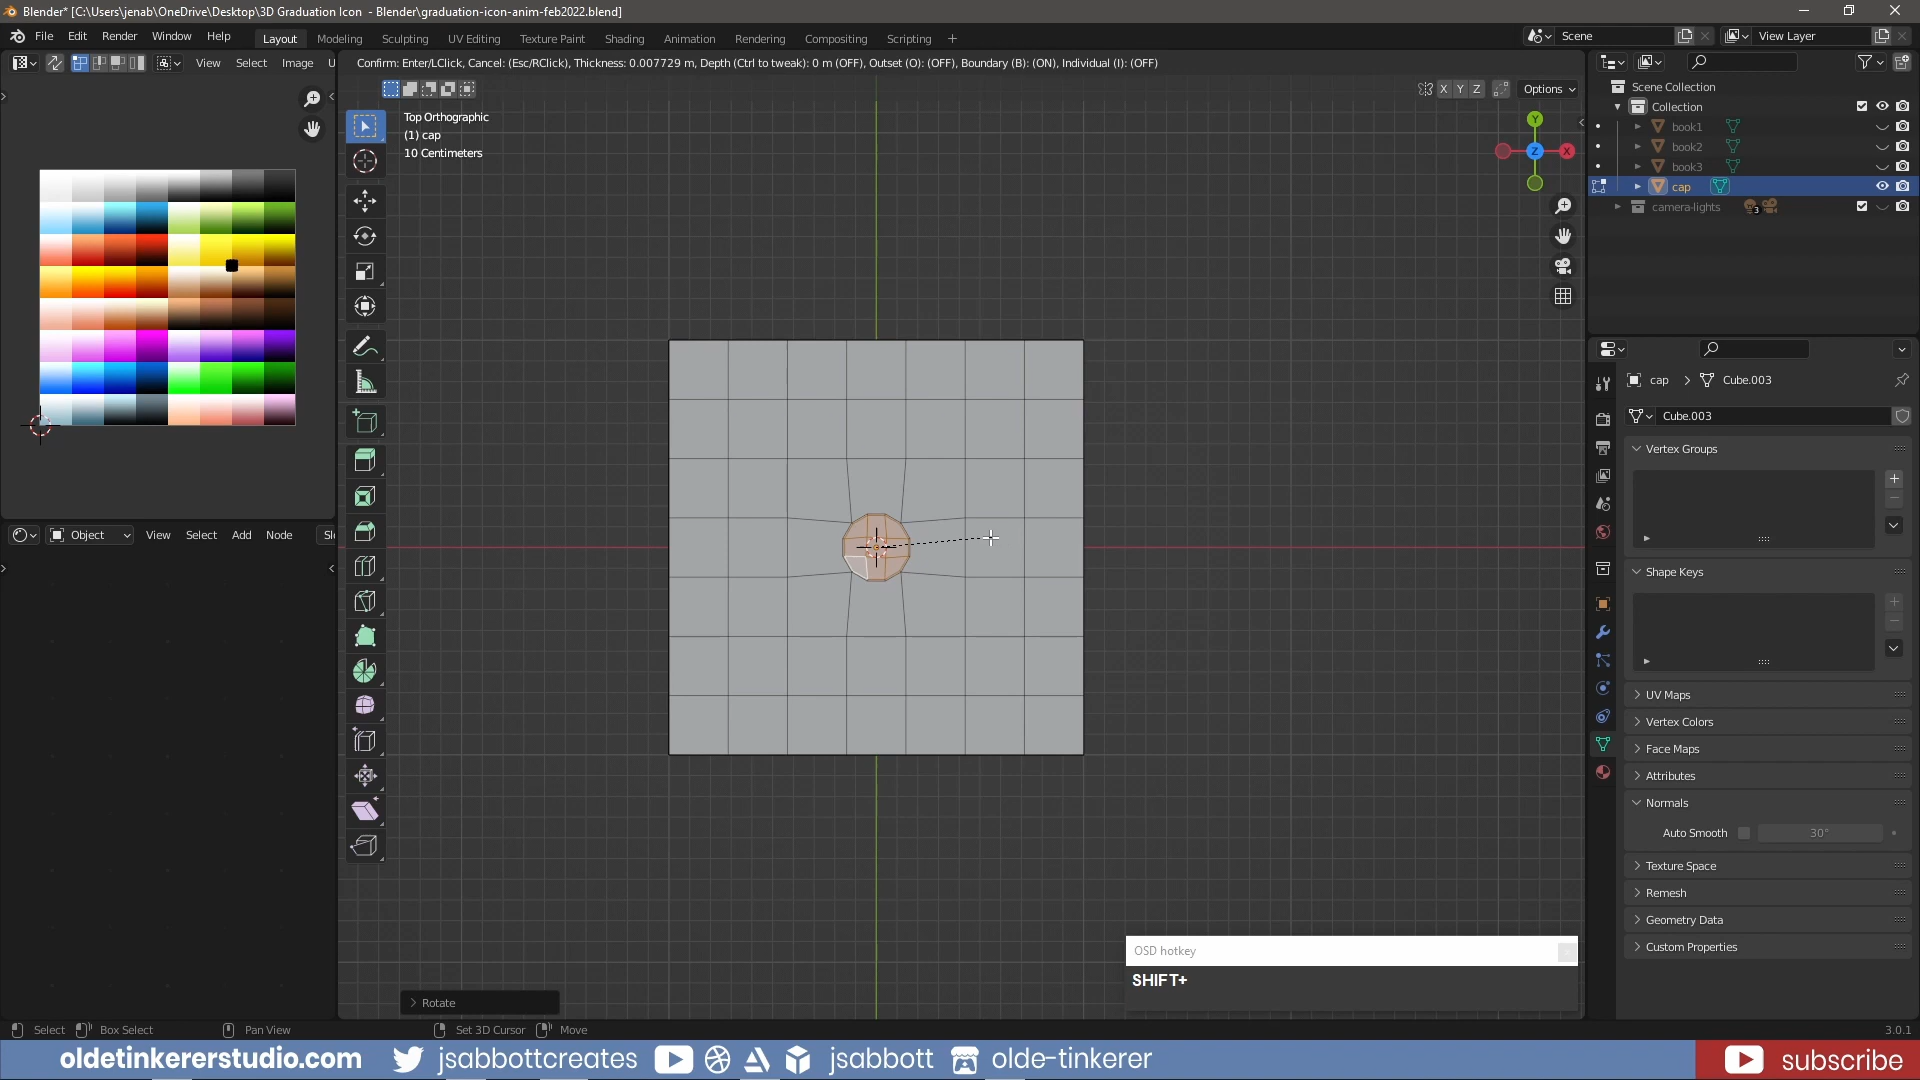 Blender* [C:\Users\jenab\OneDrive\Desktop\3D Graduation Icon - Blender\graduation-icon-anim-feb2022.blend]
File Edit Render Window Help Layout Modeling Sculpting UV Editing Texture Paint Shading Animation Rendering Compositing Scripting + Scene View Layer
View Select Image U
Confirm: Enter/LClick, Cancel: (Esc/RClick), Thickness: 0.007729 m, Depth (Ctrl to tweak): 0 m (OFF), Outset (O): (OFF), Boundary (B): (ON), Individual (I): (OFF)
X Y Z Options
Top Orthographic
(1) cap
10 Centimeters
Y
Z
X
Scene Collection
Collection
book1
book2
book3
cap
camera-lights 3
cap > Cube.003
Cube.003
Vertex Groups
Shape Keys
UV Maps
Vertex Colors
Face Maps
Attributes
Normals
Auto Smooth 30°
Texture Space
Remesh
Geometry Data
Custom Properties
Object View Select Add Node Sl
OSD hotkey
SHIFT+
Rotate
Select Box Select Pan View Set 3D Cursor Move 3.0.1
oldetinkererstudio.com jsabbottcreates jsabbott olde-tinkerer subscribe